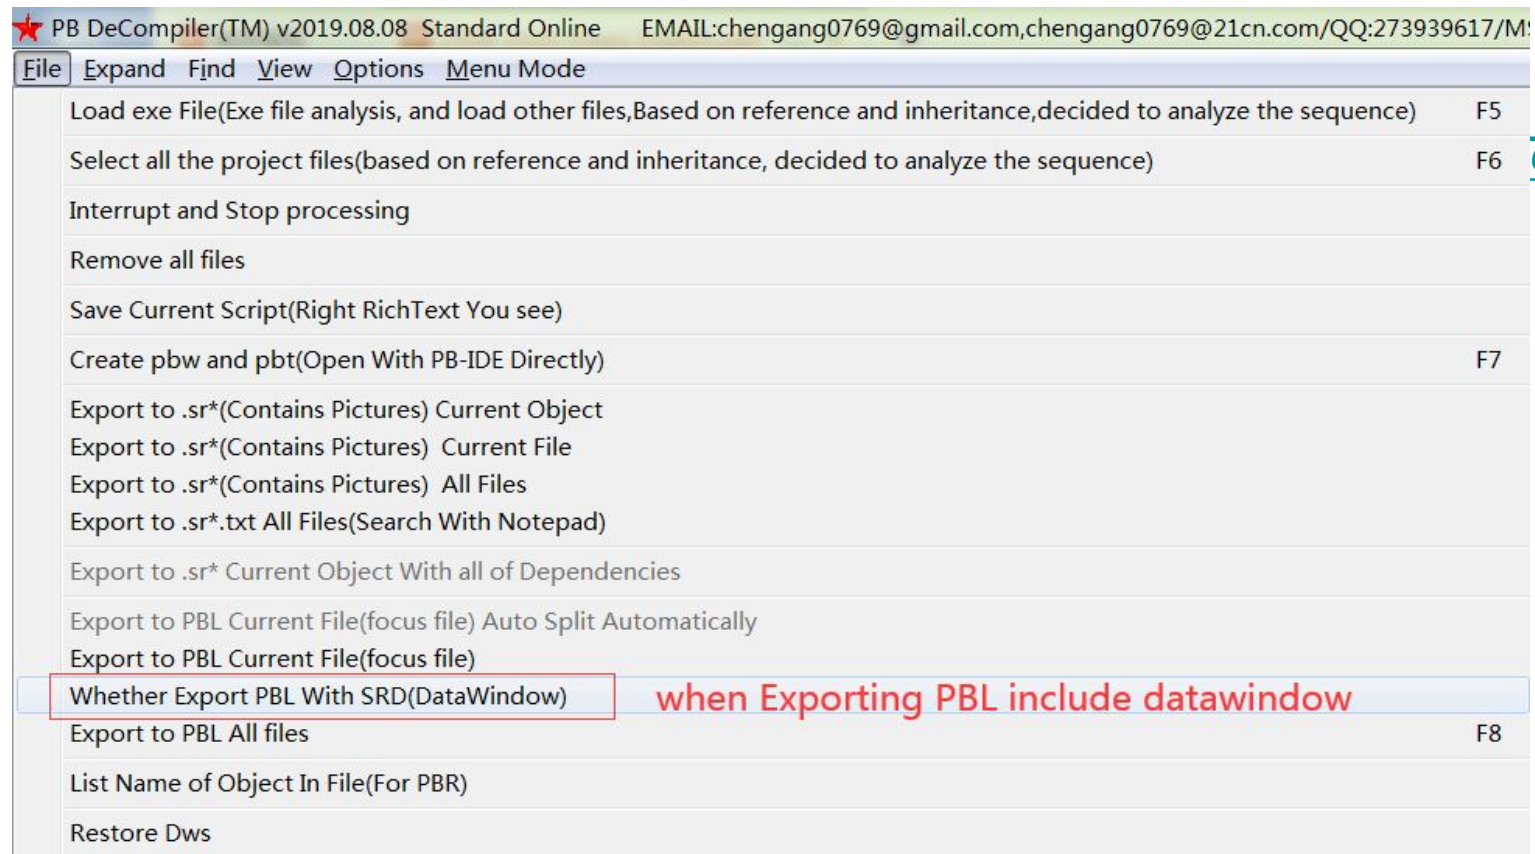 PB DeCompiler(TM) v2019.08.08 Standard Online EMAIL:chengang0769@gmail.com,chengang0769@21cn.com/QQ:273939617/MS
File Expand Find View Options Menu Mode
Load exe File(Exe file analysis, and load other files,Based on reference and inheritance,decided to analyze the sequence) F5
Select all the project files(based on reference and inheritance, decided to analyze the sequence) F6
Interrupt and Stop processing
Remove all files
Save Current Script(Right RichText You see)
Create pbw and pbt(Open With PB-IDE Directly) F7
Export to .sr*(Contains Pictures) Current Object
Export to .sr*(Contains Pictures) Current File
Export to .sr*(Contains Pictures) All Files
Export to .sr*.txt All Files(Search With Notepad)
Export to .sr* Current Object With all of Dependencies
Export to PBL Current File(focus file) Auto Split Automatically
Export to PBL Current File(focus file)
Whether Export PBL With SRD(DataWindow) when Exporting PBL include datawindow
Export to PBL All files F8
List Name of Object In File(For PBR)
Restore Dws